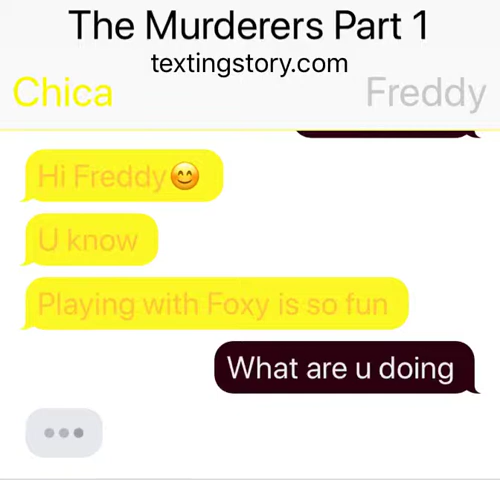 The Murderers Part 1
textingstory.com
Chica Freddy
Hi Freddy😊
U know
Playing with Foxy is so fun
What are u doing